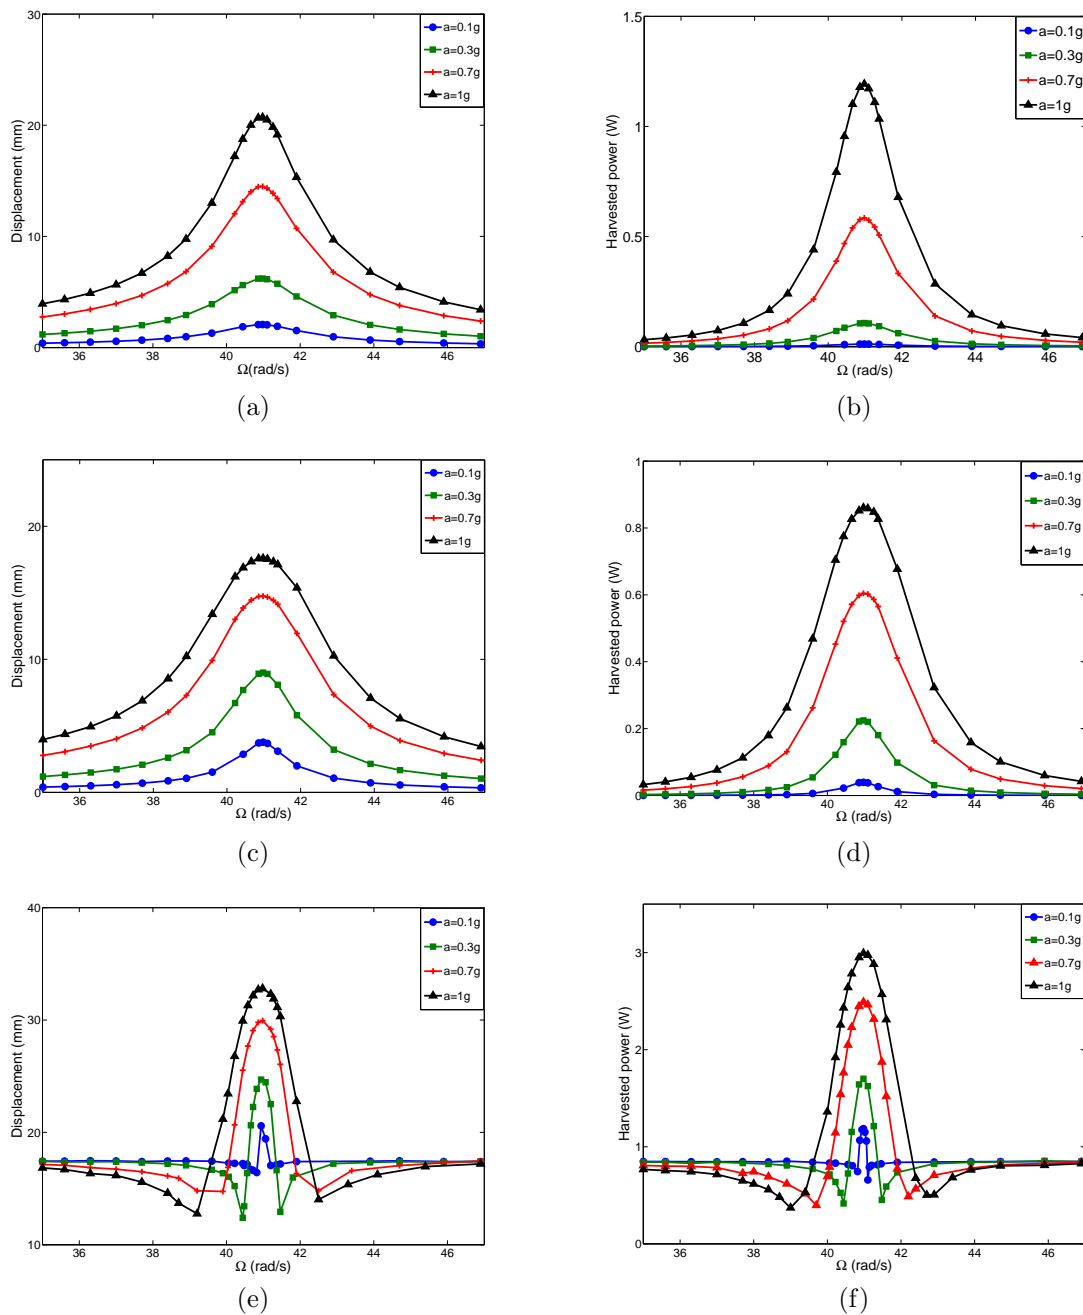 30
20
10
0
Displacement (mm)
a=0.1g
a=0.3g
a=0.7g
a=1g
36 38 40 42 44 46
Ω(rad/s)
(a)
1.5
1
0.5
0
Harvested power (W)
a=0.1g
a=0.3g
a=0.7g
a=1g
36 38 40 42 44 46
Ω (rad/s)
(b)
20
10
0
Displacement (mm)
a=0.1g
a=0.3g
a=0.7g
a=1g
36 38 40 42 44 46
Ω (rad/s)
(c)
1
0.8
0.6
0.4
0.2
0
Harvested power (W)
a=0.1g
a=0.3g
a=0.7g
a=1g
36 38 40 42 44 46
Ω (rad/s)
(d)
40
30
20
10
Displacement (mm)
a=0.1g
a=0.3g
a=0.7g
a=1g
36 38 40 42 44 46
Ω (rad/s)
(e)
3
2
1
0
Harvested power (W)
a=0.1g
a=0.3g
a=0.7g
a=1g
36 38 40 42 44 46
Ω (rad/s)
(f)